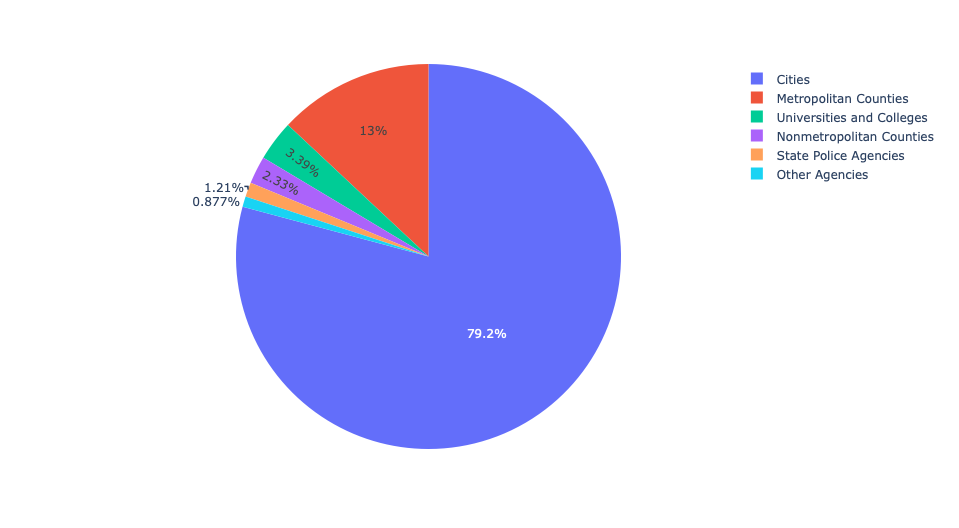 13%
3.39%
2.33%
1.21%
0.877%
79.2%
Cities
Metropolitan Counties
Universities and Colleges
Nonmetropolitan Counties
State Police Agencies
Other Agencies